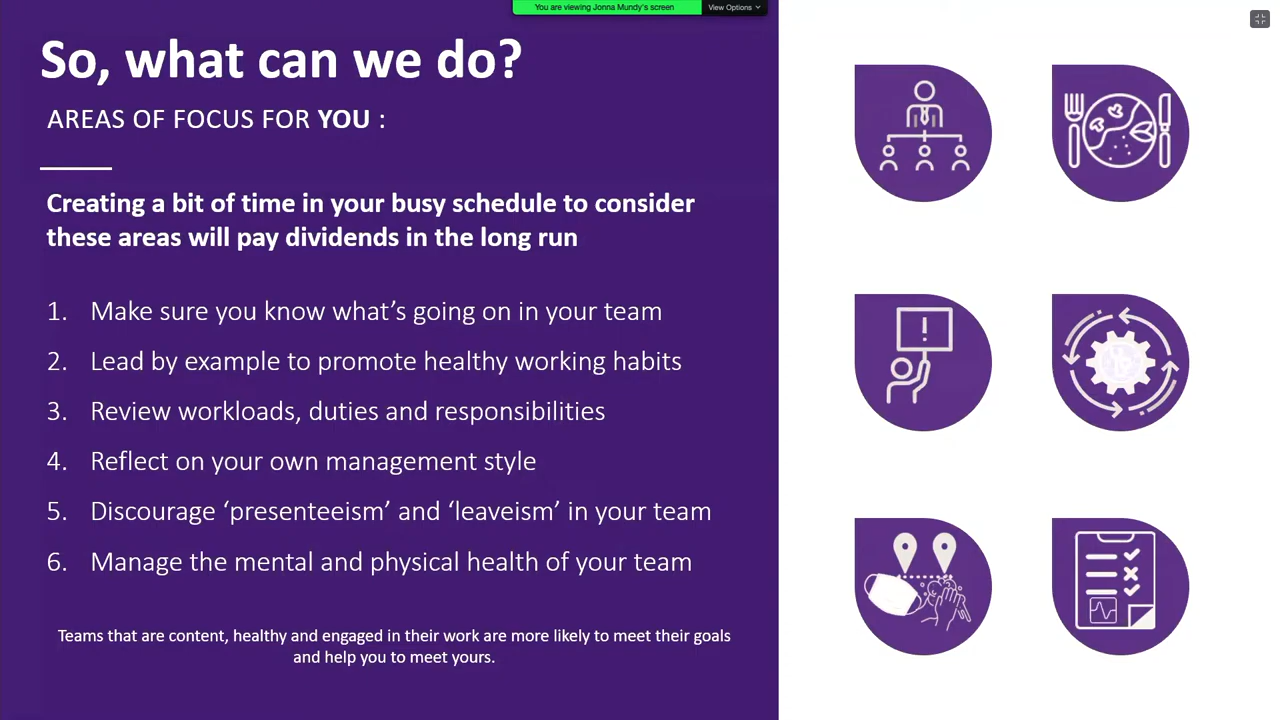 You are viewing Jonna Mundy's screen
View Options
So, what can we do?
AREAS OF FOCUS FOR YOU :
Creating a bit of time in your busy schedule to consider
these areas will pay dividends in the long run
1. Make sure you know what’s going on in your team
2. Lead by example to promote healthy working habits
3. Review workloads, duties and responsibilities
4. Reflect on your own management style
5. Discourage ‘presenteeism’ and ‘leaveism’ in your team
6. Manage the mental and physical health of your team
Teams that are content, healthy and engaged in their work are more likely to meet their goals
and help you to meet yours.
!